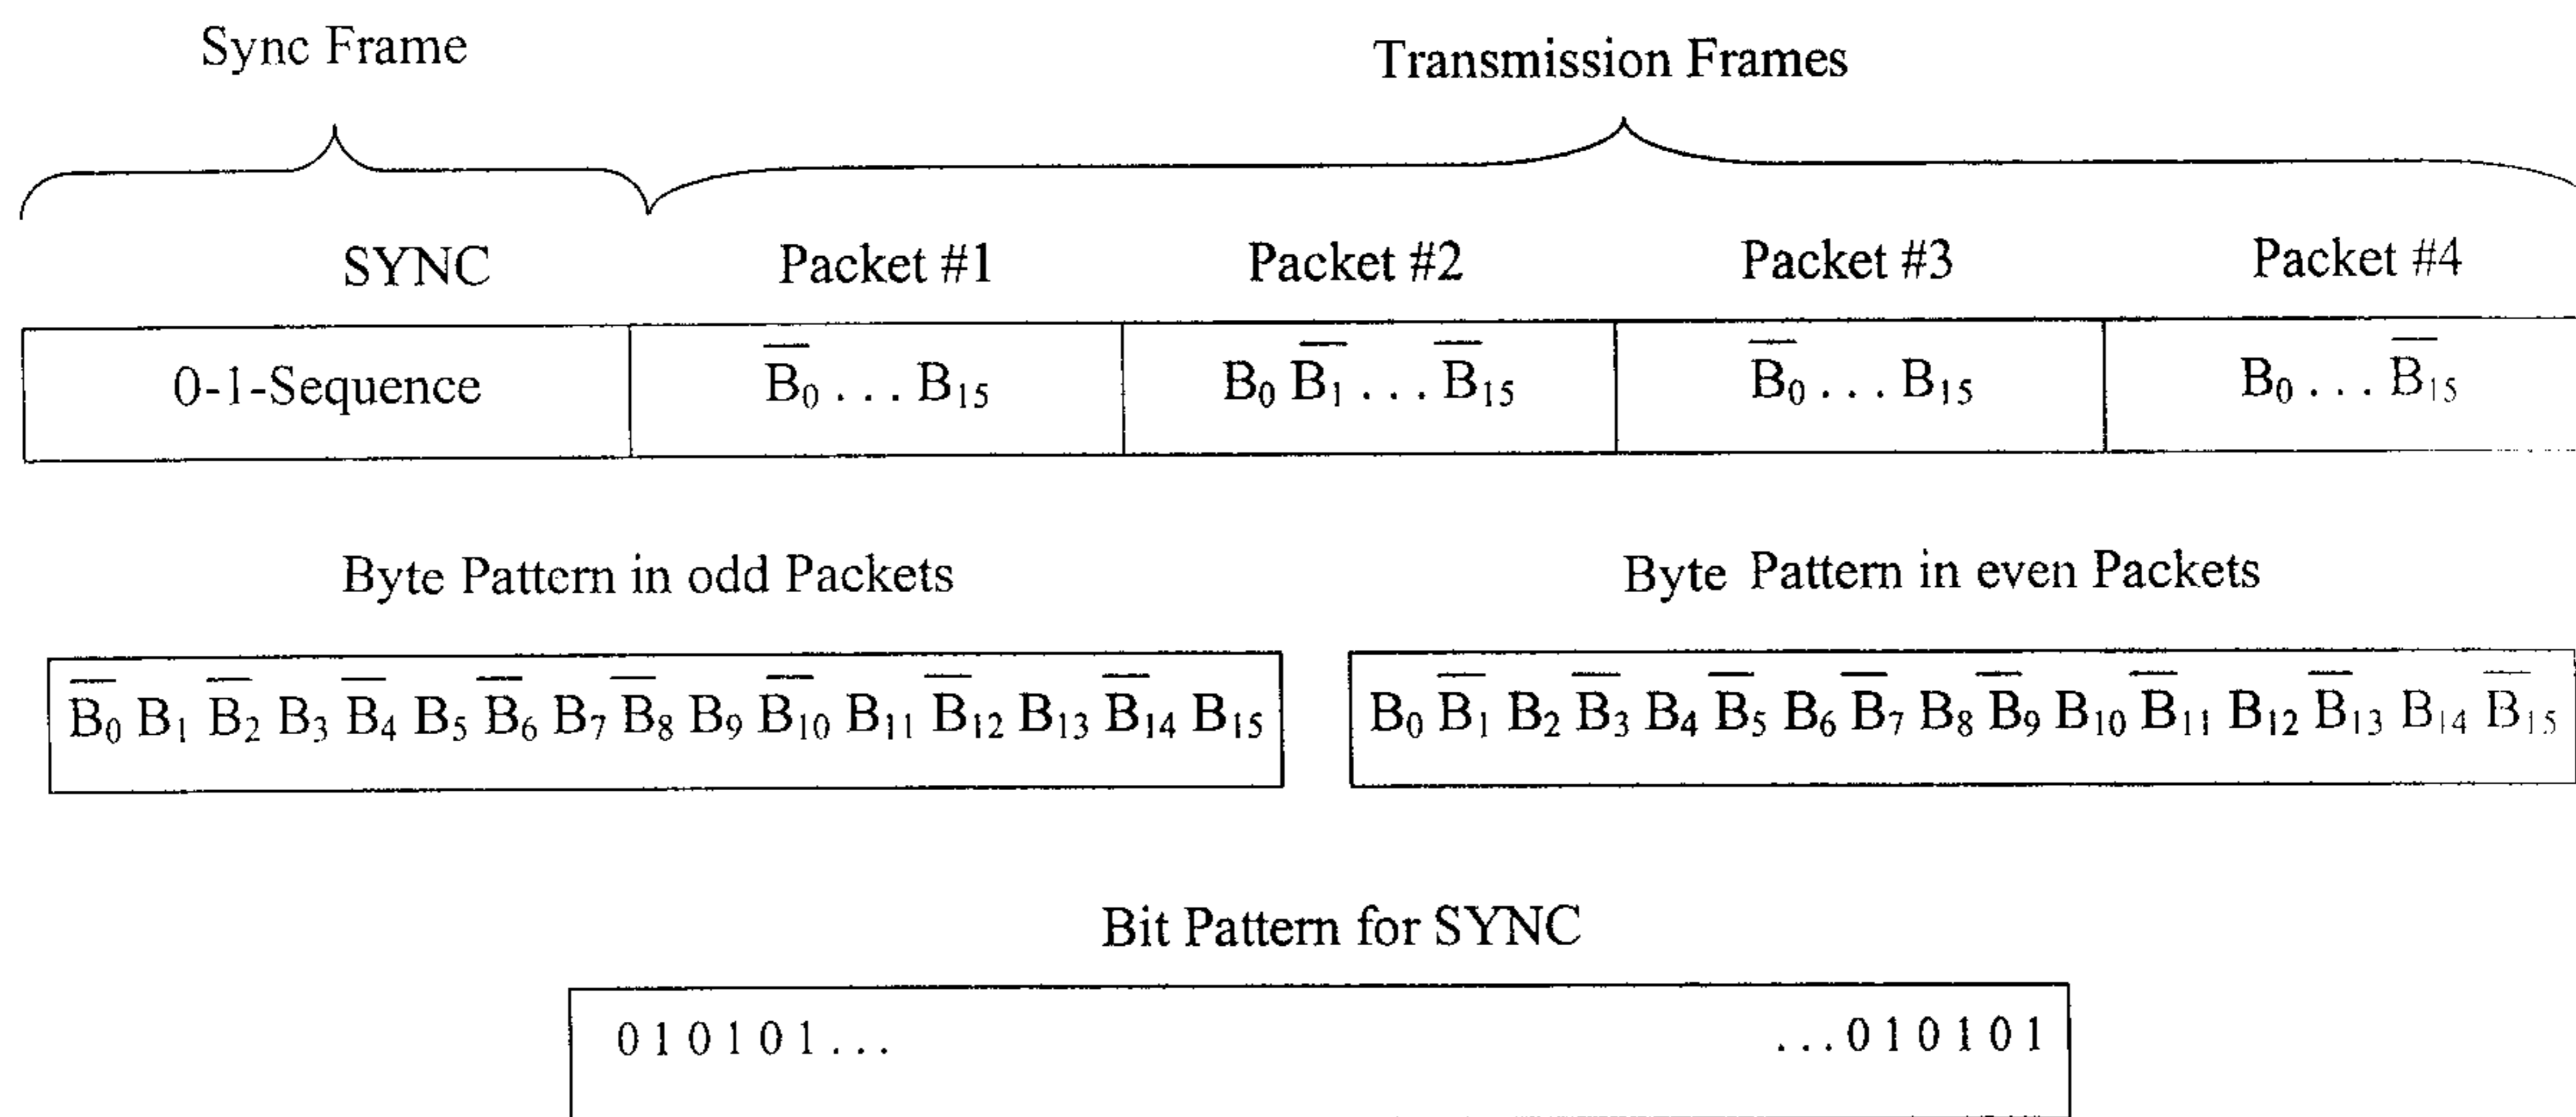 Sync Frame
Transmission Frames
SYNC Packet #1 Packet #2 Packet #3 Packet #4
0-1-Sequence B̅₀ . . . B₁₅ B₀ B̅₁ . . . B̅₁₅ B̅₀ . . . B₁₅ B₀ . . . B̅₁₅
Byte Pattern in odd Packets Byte Pattern in even Packets
B̅₀ B₁ B̅₂ B₃ B̅₄ B₅ B̅₆ B₇ B̅₈ B₉ B̅₁₀ B₁₁ B̅₁₂ B₁₃ B̅₁₄ B₁₅ B₀ B̅₁ B₂ B̅₃ B₄ B̅₅ B₆ B̅₇ B₈ B̅₉ B₁₀ B̅₁₁ B₁₂ B̅₁₃ B₁₄ B̅₁₅
Bit Pattern for SYNC
0 1 0 1 0 1 . . . . . . 0 1 0 1 0 1